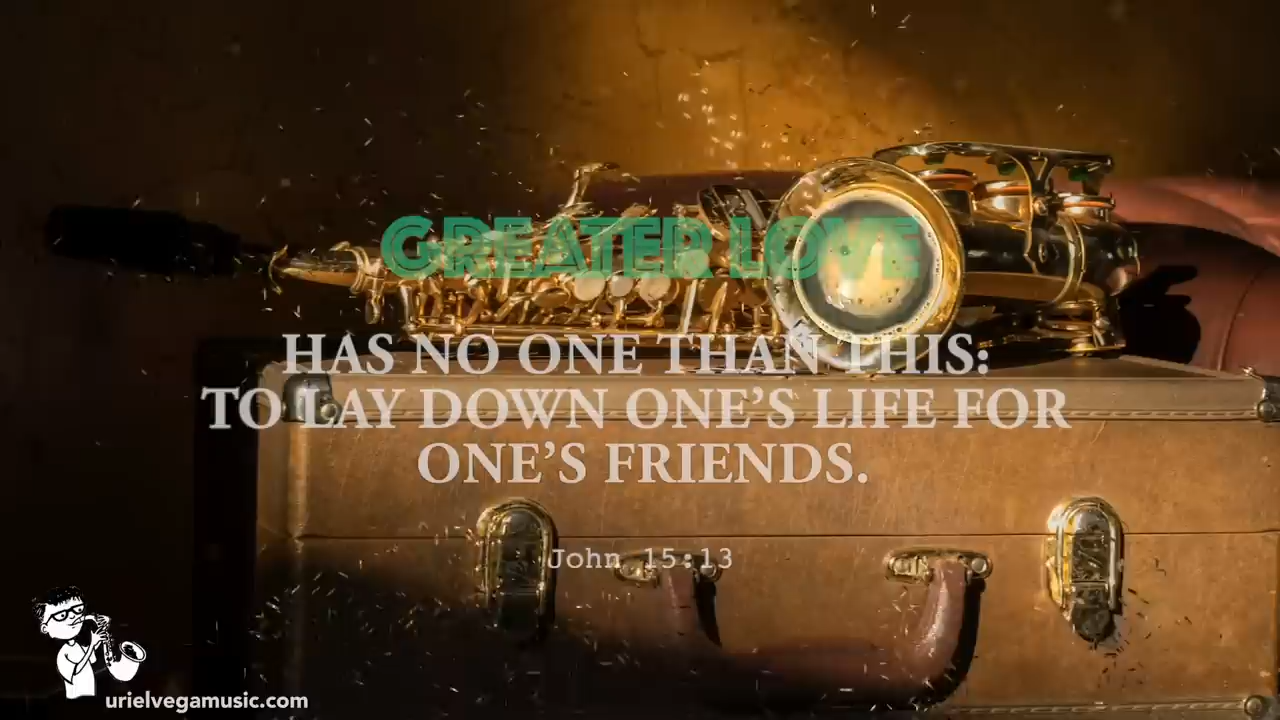 GREATER LOVE
HAS NO ONE THAN THIS:
TO LAY DOWN ONE’S LIFE FOR
ONE’S FRIENDS.
John 15:13
urielvegamusic.com